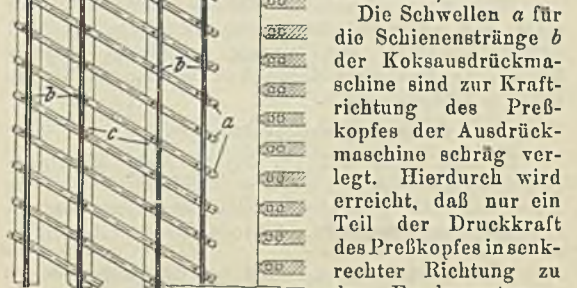 Die Schwellen a für
die Schienenstränge b
der Koksausdrückma-
schine sind zur Kraft-
richtung des Preß-
kopfes der Ausdrück-
maschine schräg ver-
legt. Hierdurch wird
erreicht, daß nur ein
Teil der Druckkraft
des Preßkopfes in senk-
rechter Richtung zu
b
b
a
c